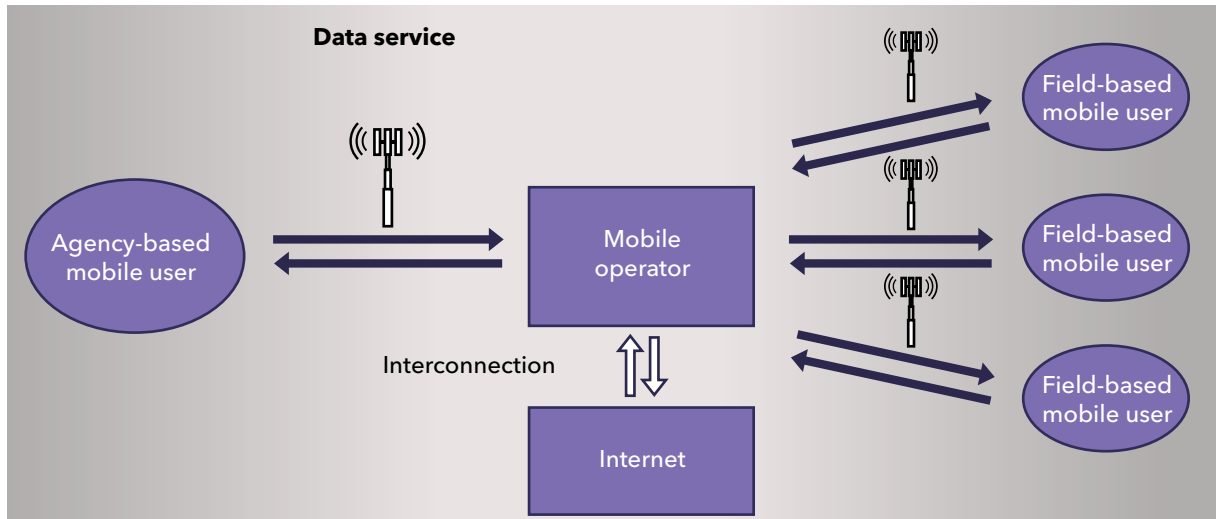 Data service
Agency-based
mobile user
Mobile
operator
Interconnection
Internet
Field-based
mobile user
Field-based
mobile user
Field-based
mobile user